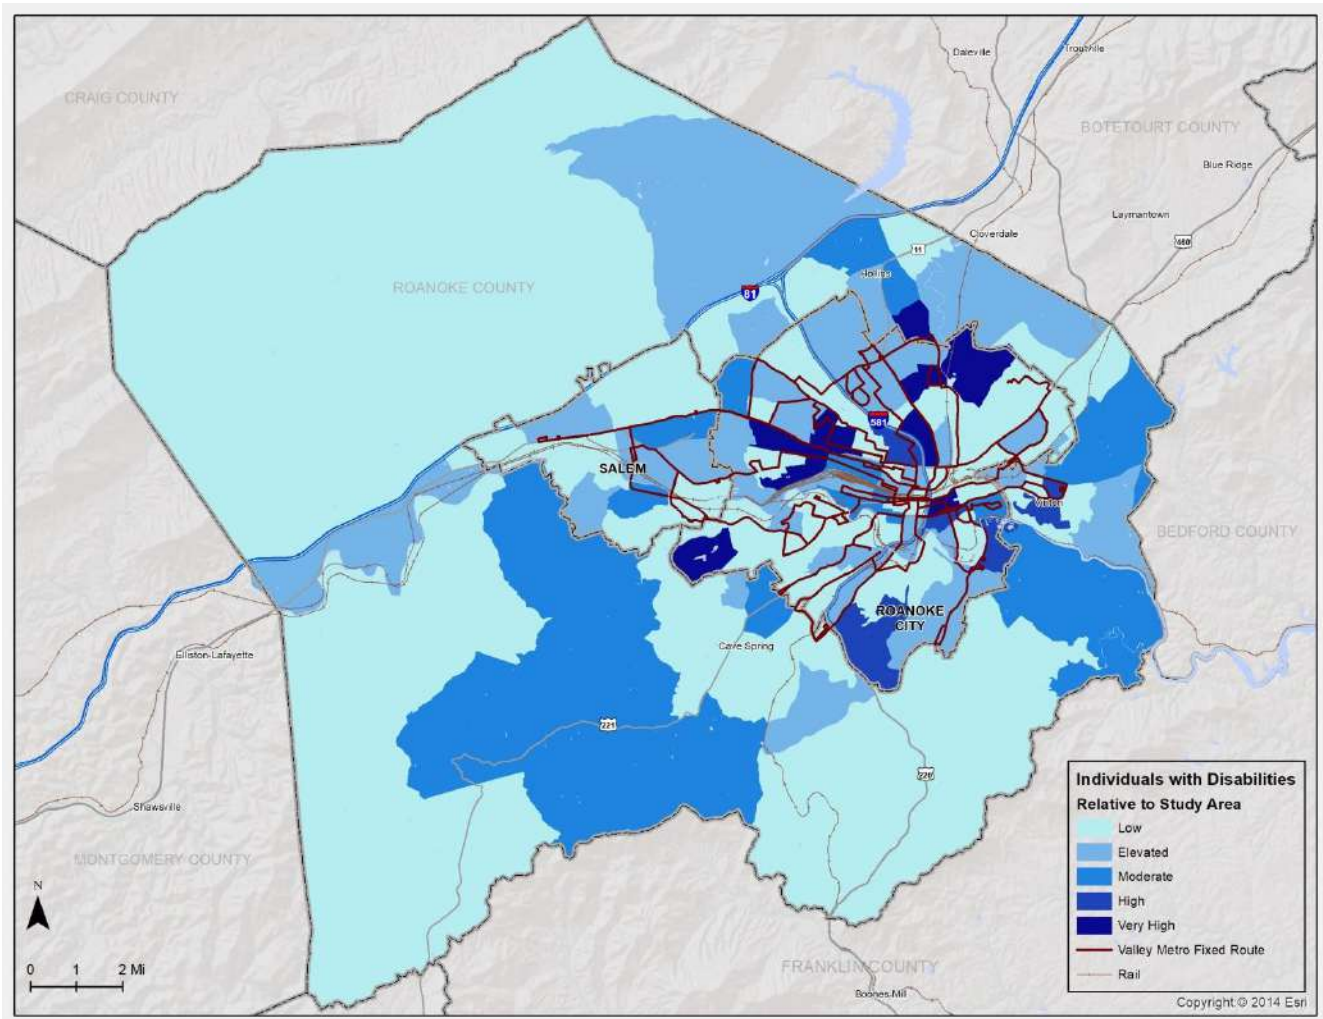 Daleville
Troutville
CRAIG COUNTY
BOTETOURT COUNTY
Blue Ridge
Laymantown
Cloverdale
460
11
Hollins
ROANOKE COUNTY
81
581
SALEM
Vinton
BEDFORD COUNTY
ROANOKE
CITY
Cave Spring
Elliston-Lafayette
221
220
Shawsville
MONTGOMERY COUNTY
FRANKLIN COUNTY
Boones Mill
N
0 1 2 Mi
Individuals with Disabilities
Relative to Study Area
Low
Elevated
Moderate
High
Very High
Valley Metro Fixed Route
Rail
Copyright © 2014 Esri